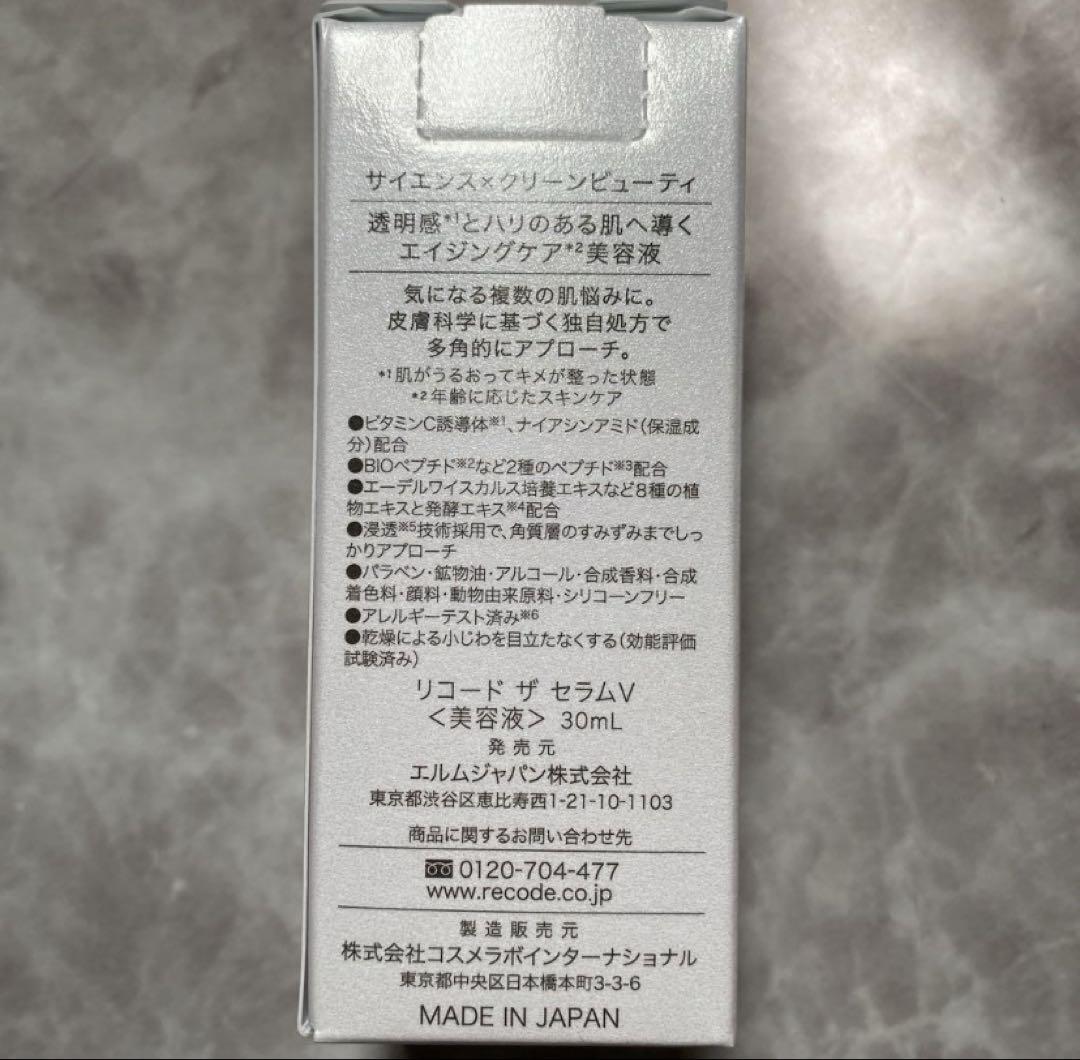 サイエンス×クリーンビューティ
透明感*1とハリのある肌へ導く
エイジングケア*2美容液
気になる複数の肌悩みに。
皮膚科学に基づく独自処方で
多角的にアプローチ。
*1肌がうるおってキメが整った状態
*2年齢に応じたスキンケア
●ビタミンC誘導体※1、ナイアシンアミド(保湿成
分)配合
●BIOペプチド※2など2種のペプチド※3配合
●エーデルワイスカルス培養エキスなど8種の植
物エキスと発酵エキス※4配合
●浸透※5技術採用で、角質層のすみずみまでしっ
かりアプローチ
●パラベン・鉱物油・アルコール・合成香料・合成
着色料・顔料・動物由来原料・シリコーンフリー
●アレルギーテスト済み※6
●乾燥による小じわを目立たなくする(効能評価
試験済み)
リコード ザ セラムV
<美容液> 30mL
発売元
エルムジャパン株式会社
東京都渋谷区恵比寿西1-21-10-1103
商品に関するお問い合わせ先
0120-704-477
www.recode.co.jp
製造販売元
株式会社コスメラボインターナショナル
東京都中央区日本橋本町3-3-6
MADE IN JAPAN